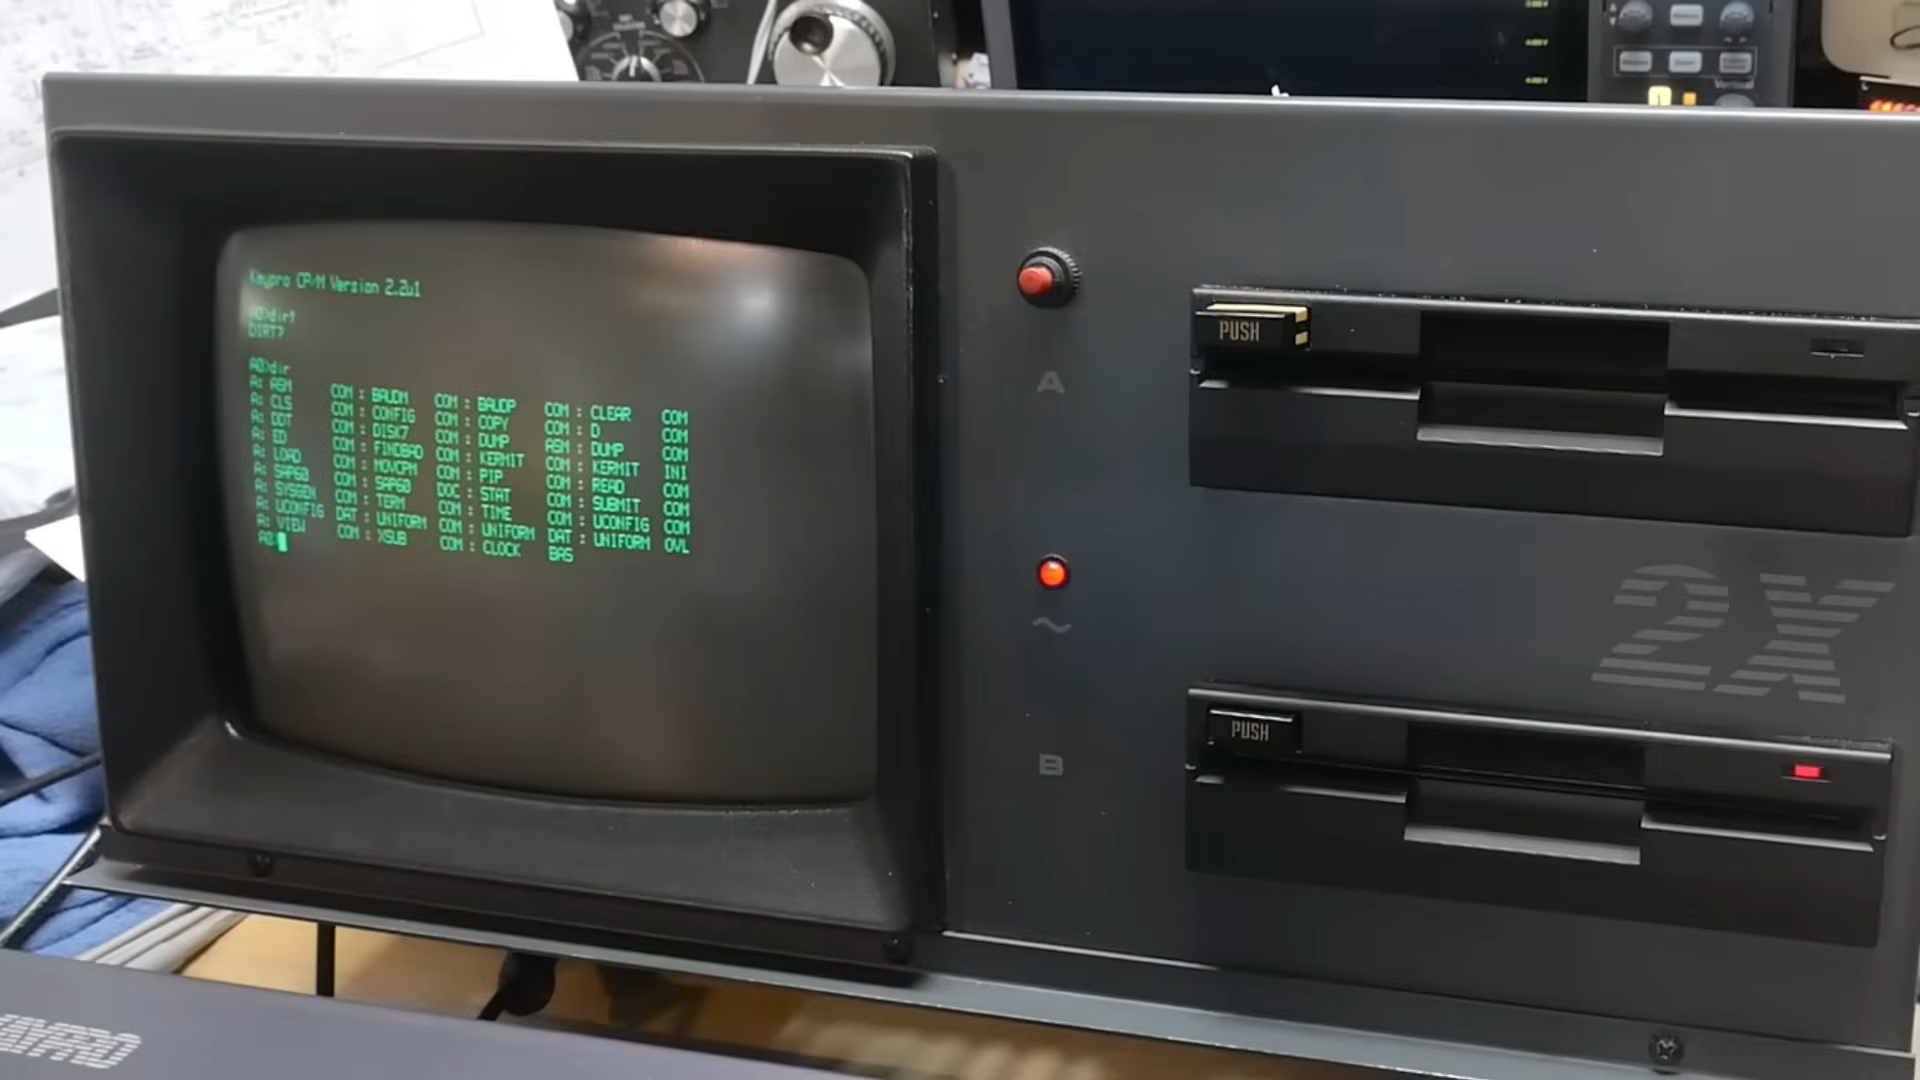 Kaypro CP/M Version 2.2u1
A0>dirt
DIRT?
A0>dir
A: ASM COM : BAUDM COM : BAUDP COM : CLEAR COM
A: CLS COM : CONFIG COM : COPY COM : D COM
A: DDT COM : DISK7 COM : DUMP ASM : DUMP COM
A: ED COM : FINDBAD COM : KERMIT COM : KERMIT INI
A: LOAD COM : MOVCPM COM : PIP COM : READ COM
A: SAP60 COM : SAP60 DOC : STAT COM : SUBMIT COM
A: SYSGEN COM : TERM COM : TIME COM : UCONFIG COM
A: UCONFIG DAT : UNIFORM COM : UNIFORM DAT : UNIFORM OVL
A: VIEW COM : XSUB COM : CLOCK BAS
A0>
PUSH
A
2X
PUSH
B
KAYPRO